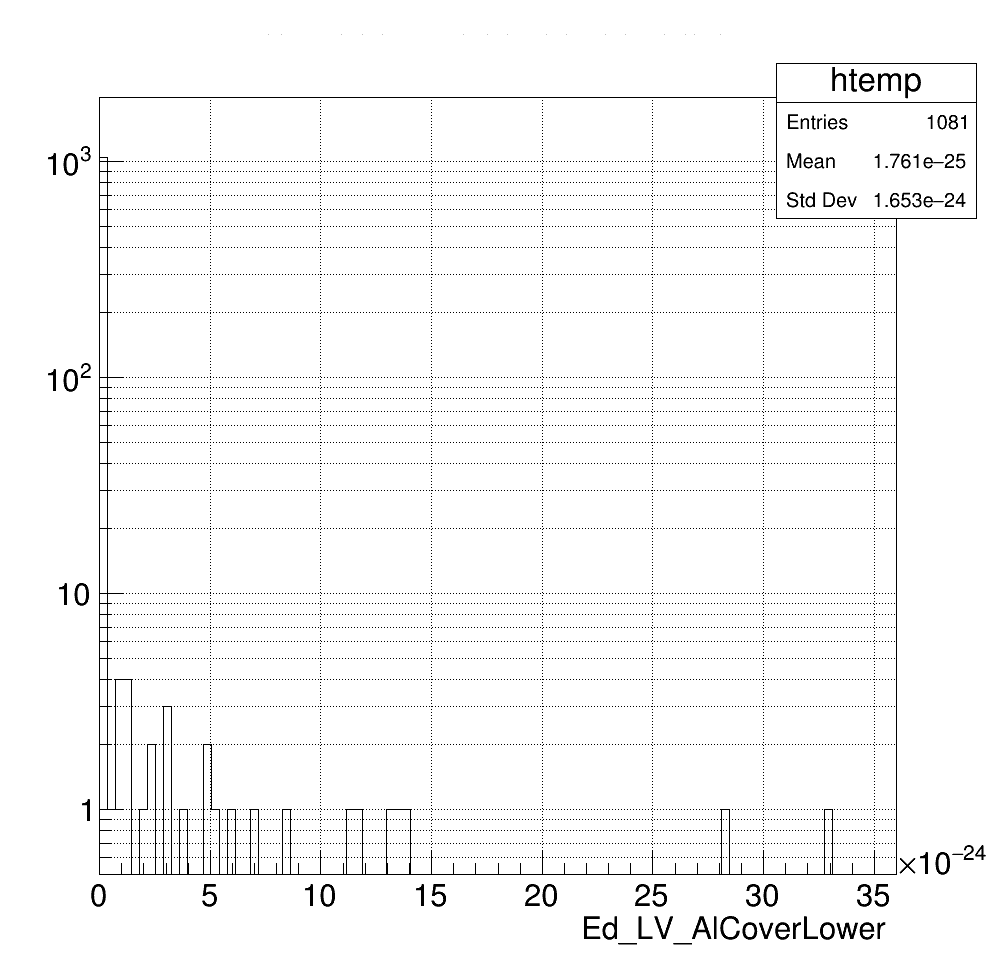 htemp
Entries 1081
Mean 1.761e−25
Std Dev 1.653e−24
10³
10²
10
1
0 5 10 15 20 25 30 35
×10⁻²⁴
Ed_LV_AlCoverLower